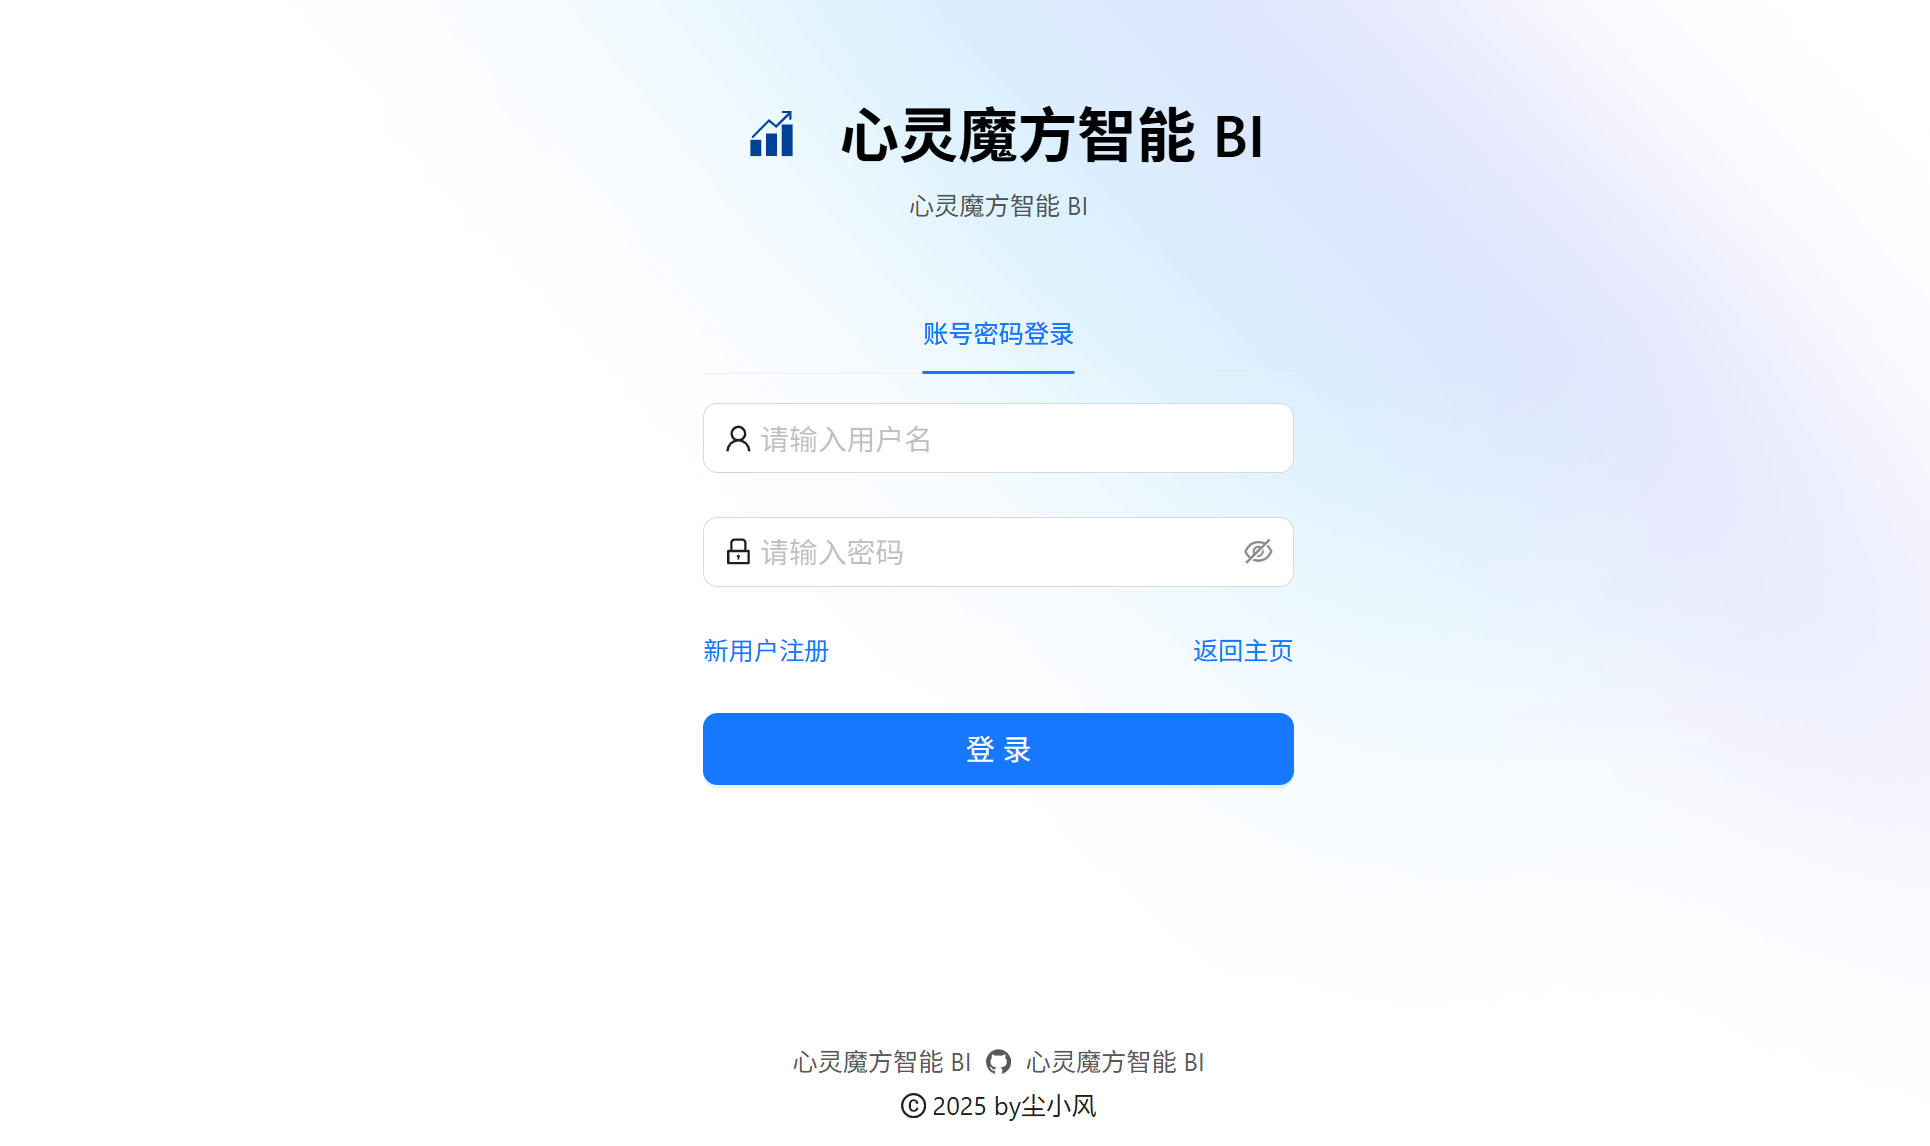 心灵魔方智能 BI
心灵魔方智能 BI
账号密码登录
请输入用户名
请输入密码
新用户注册 返回主页
登 录
心灵魔方智能 BI 心灵魔方智能 BI
© 2025 by尘小风